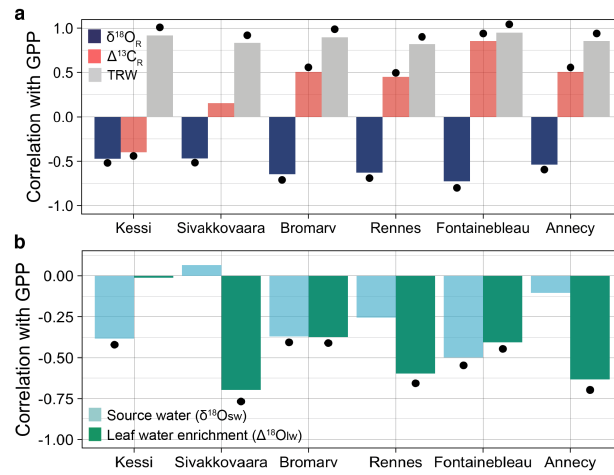 a
Correlation with GPP
1.0
0.5
0.0
-0.5
-1.0
δ¹⁸O_R
Δ¹³C_R
TRW
Kessi Sivakkovaara Bromarv Rennes Fontainebleau Annecy
b
Correlation with GPP
0.00
-0.25
-0.50
-0.75
-1.00
Source water (δ¹⁸Osw)
Leaf water enrichment (Δ¹⁸Olw)
Kessi Sivakkovaara Bromarv Rennes Fontainebleau Annecy